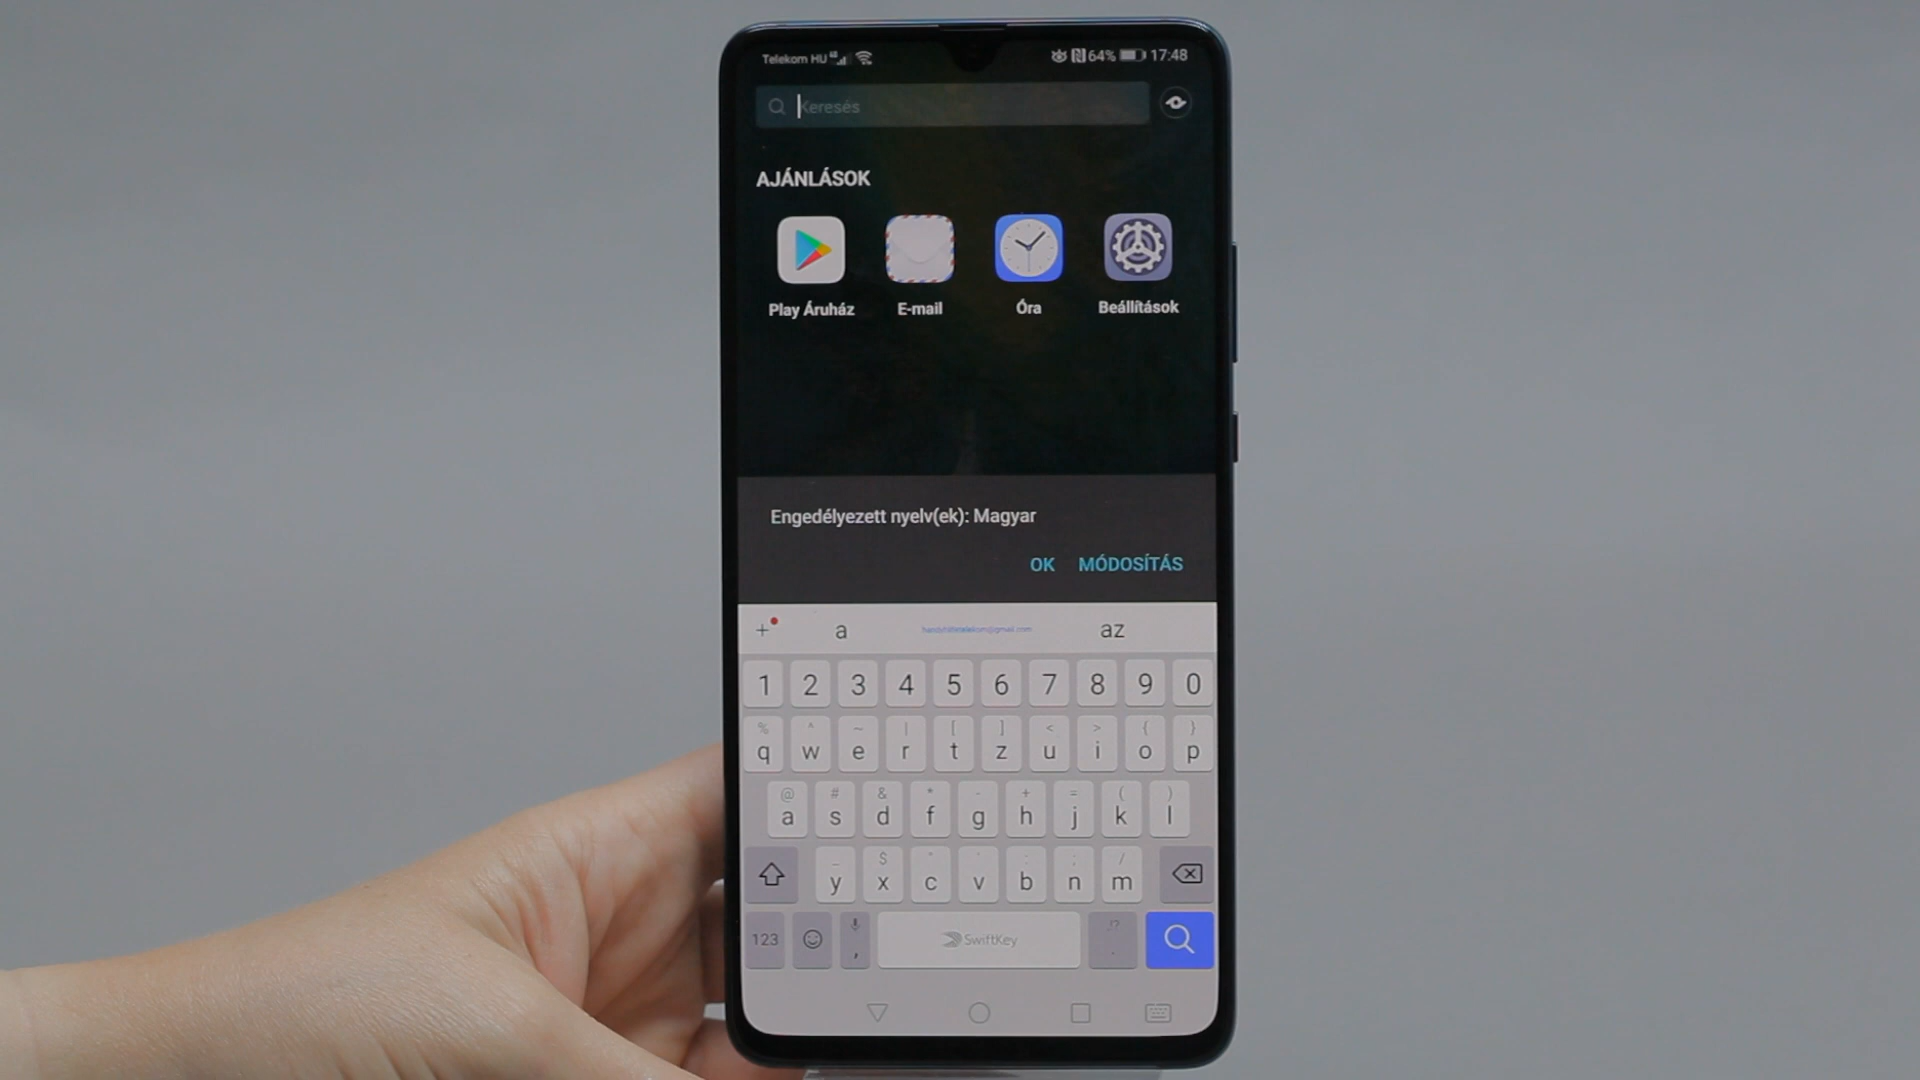 Telekom HU 64% 17:48
Keresés
AJÁNLÁSOK
Play Áruház E-mail Óra Beállítások
Engedélyezett nyelv(ek): Magyar
OK MÓDOSÍTÁS
a az
1 2 3 4 5 6 7 8 9 0
% ^ ~ | [ ] < > { }
q w e r t z u i o p
@ # & * - + = ( )
a s d f g h j k l
_ $ " ' : ; /
y x c v b n m
123 , SwiftKey !? .